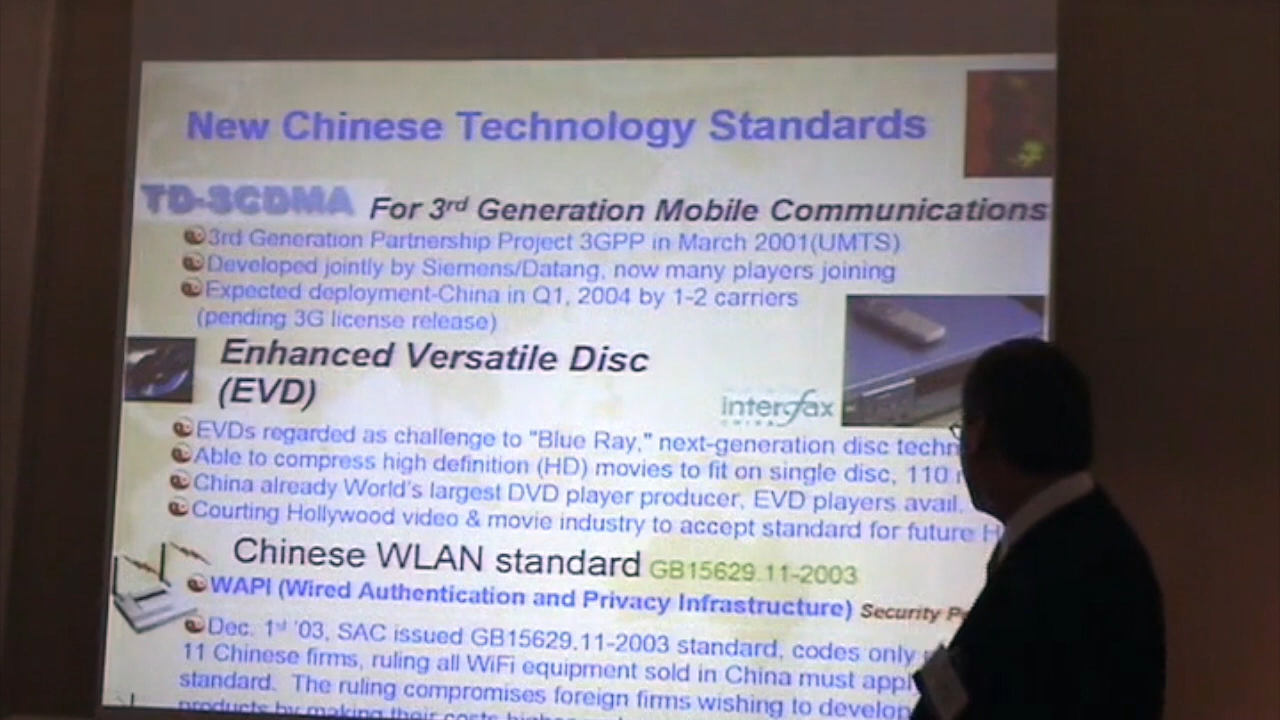 New Chinese Technology Standards
TD-SCDMA For 3rd Generation Mobile Communications
3rd Generation Partnership Project 3GPP in March 2001(UMTS)
Developed jointly by Siemens/Datang, now many players joining
Expected deployment-China in Q1, 2004 by 1-2 carriers
(pending 3G license release)
Enhanced Versatile Disc
(EVD)
interfax
CHINA
EVDs regarded as challenge to "Blue Ray," next-generation disc
Able to compress high definition (HD) movies to fit on single disc, 110
China already World's largest DVD player producer, EVD players avail.
Courting Hollywood video & movie industry to accept standard for future
Chinese WLAN standard GB15629.11-2003
WAPI (Wired Authentication and Privacy Infrastructure) Security
Dec. 1st '03, SAC issued GB15629.11-2003 standard, codes only
11 Chinese firms, ruling all WiFi equipment sold in China must
standard. The ruling compromises foreign firms wishing to develop
products by making their costs